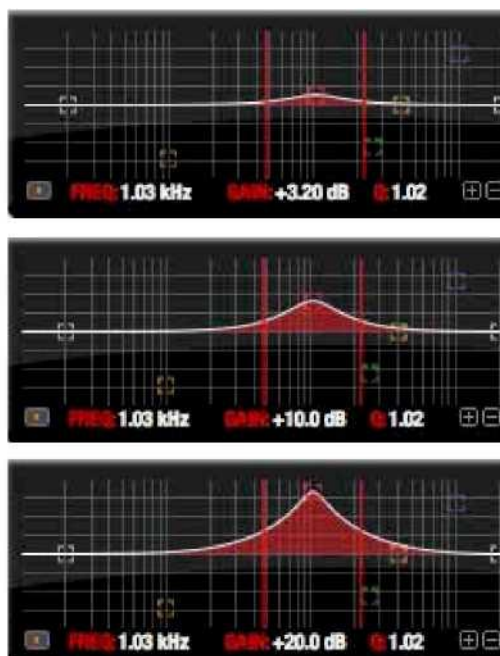 FREQ: 1.03 kHz GAIN: +3.20 dB Q: 1.02
FREQ: 1.03 kHz GAIN: +10.0 dB Q: 1.02
FREQ: 1.03 kHz GAIN: +20.0 dB Q: 1.02